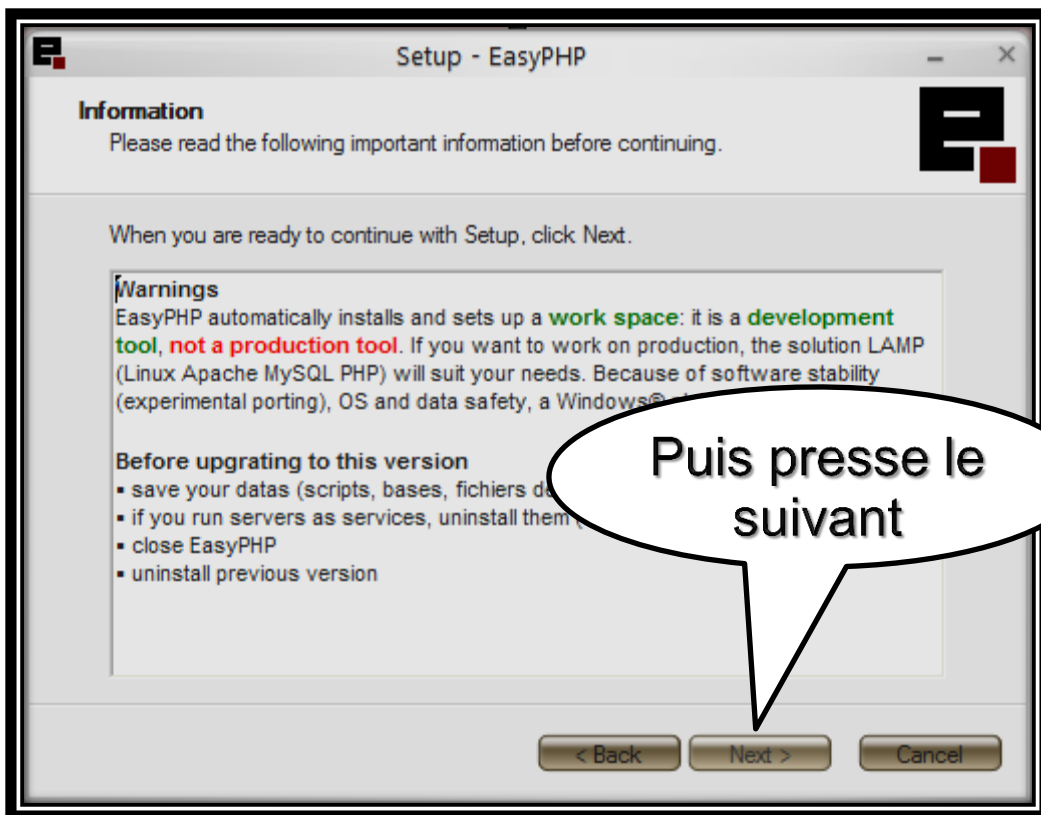 Setup - EasyPHP
Information
Please read the following important information before continuing.
When you are ready to continue with Setup, click Next.
Warnings
EasyPHP automatically installs and sets up a work space: it is a development
tool, not a production tool. If you want to work on production, the solution LAMP
(Linux Apache MySQL PHP) will suit your needs. Because of software stability
(experimental porting), OS and data safety, a Windows®
Before upgrating to this version
▪ save your datas (scripts, bases, fichiers
▪ if you run servers as services, uninstall them (
▪ close EasyPHP
▪ uninstall previous version
Puis presse le
suivant
< Back
Next >
Cancel